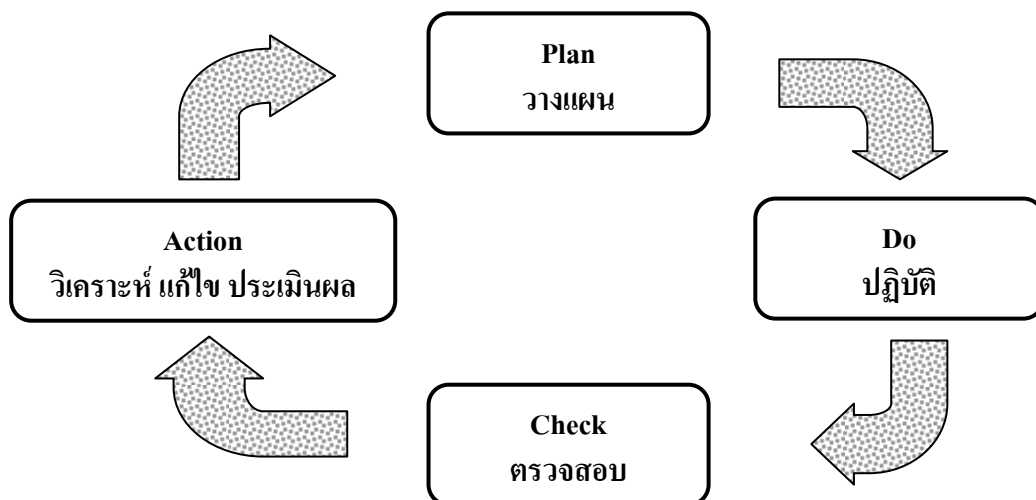 Plan
วางแผน
Action
วิเคราะห์ แก้ไข ประเมินผล
Do
ปฏิบัติ
Check
ตรวจสอบ